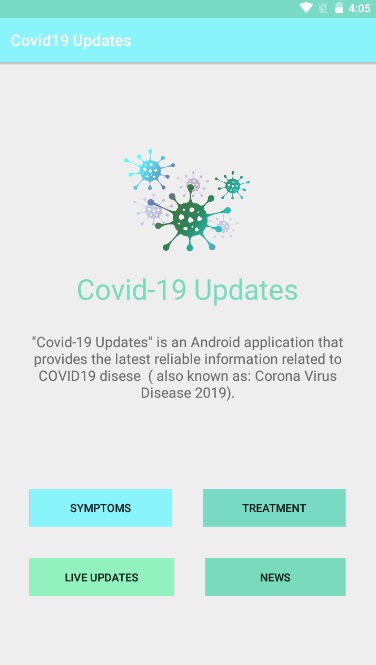 4:05
Covid19 Updates
Covid-19 Updates
"Covid-19 Updates" is an Android application that
provides the latest reliable information related to
COVID19 disese ( also known as: Corona Virus
Disease 2019).
SYMPTOMS
TREATMENT
LIVE UPDATES
NEWS